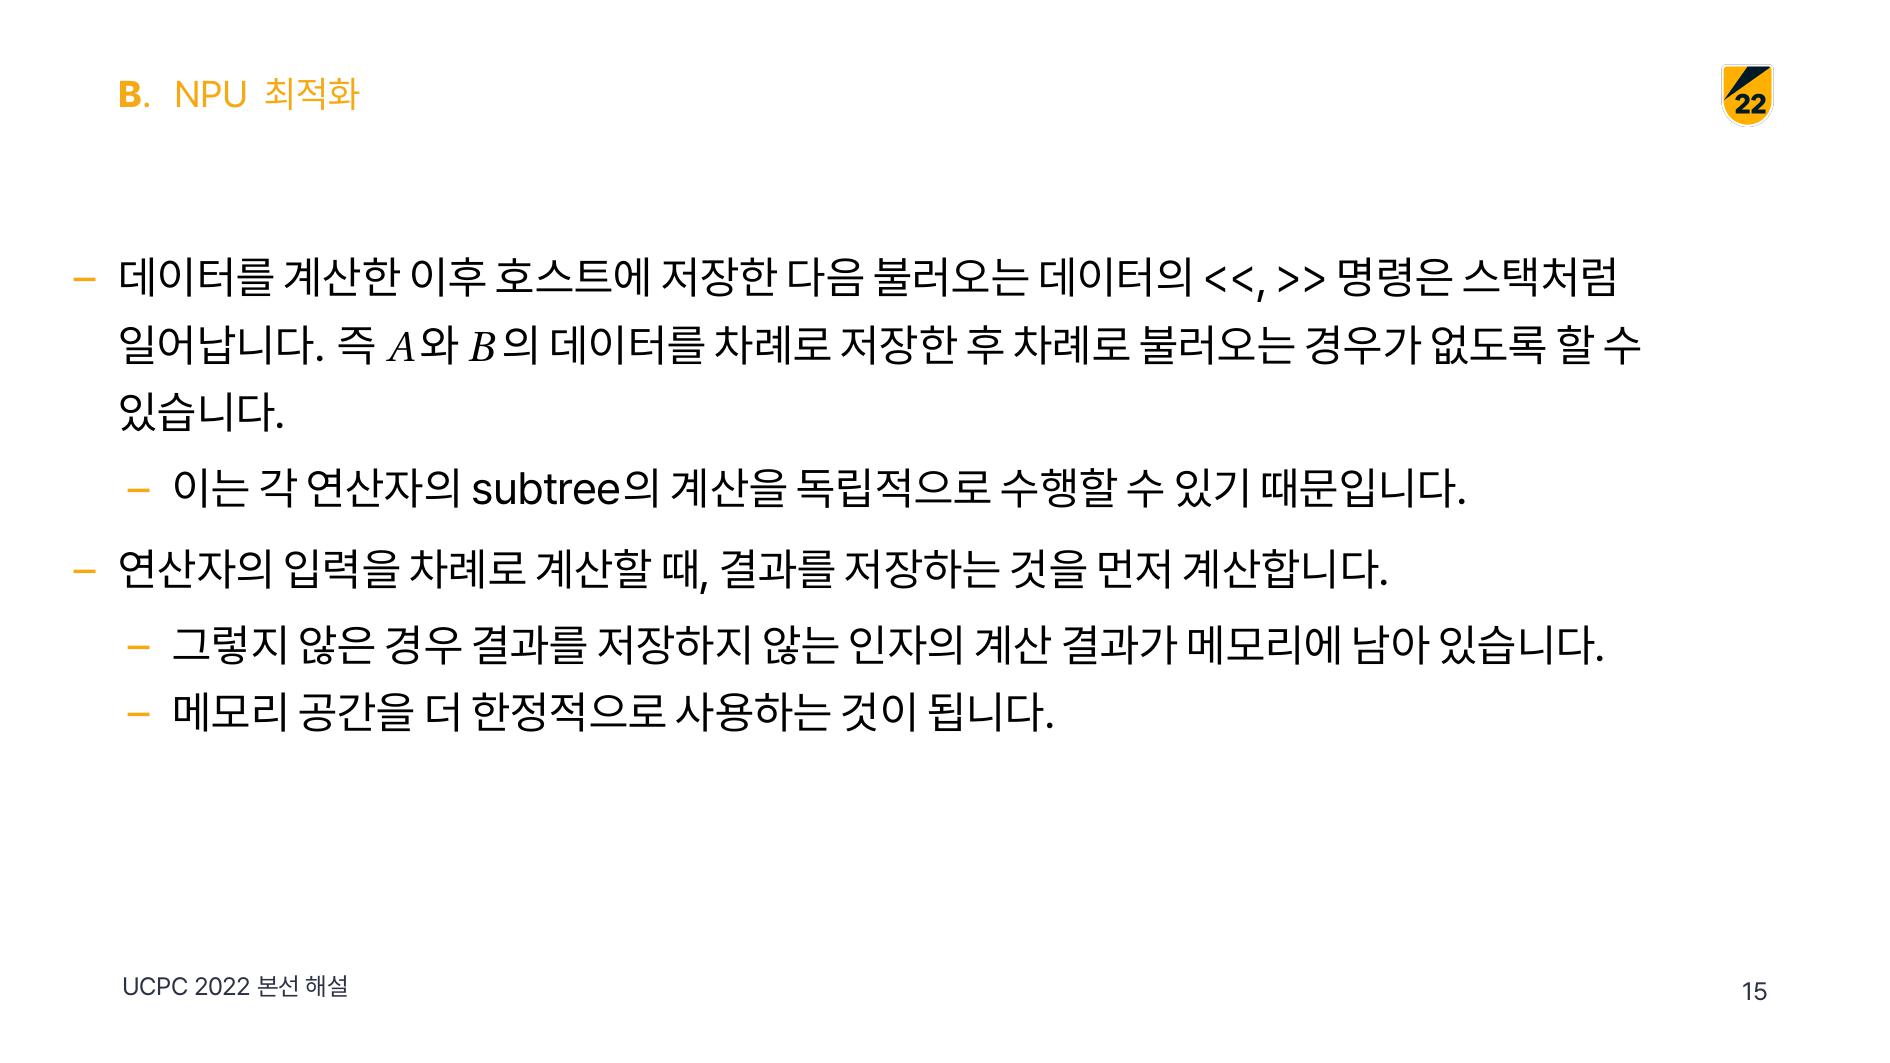 B. NPU 최적화
22
– 데이터를 계산한 이후 호스트에 저장한 다음 불러오는 데이터의 <<, >> 명령은 스택처럼
일어납니다. 즉 A와 B의 데이터를 차례로 저장한 후 차례로 불러오는 경우가 없도록 할 수
있습니다.
– 이는 각 연산자의 subtree의 계산을 독립적으로 수행할 수 있기 때문입니다.
– 연산자의 입력을 차례로 계산할 때, 결과를 저장하는 것을 먼저 계산합니다.
– 그렇지 않은 경우 결과를 저장하지 않는 인자의 계산 결과가 메모리에 남아 있습니다.
– 메모리 공간을 더 한정적으로 사용하는 것이 됩니다.
UCPC 2022 본선 해설
15